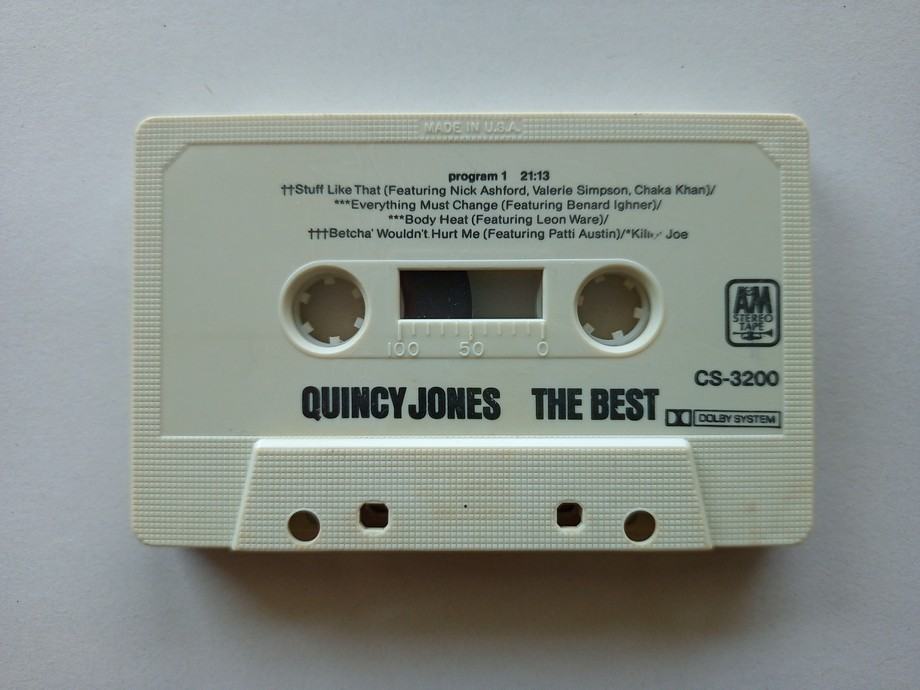 MADE IN U.S.A.
program 1 21:13
††Stuff Like That (Featuring Nick Ashford, Valerie Simpson, Chaka Khan)/
***Everything Must Change (Featuring Benard Ighner)/
***Body Heat (Featuring Leon Ware)/
†††Betcha' Wouldn't Hurt Me (Featuring Patti Austin)/*Killer Joe
100 50 0
A&M
STEREO
TAPE
CS-3200
QUINCY JONES THE BEST
DOLBY SYSTEM